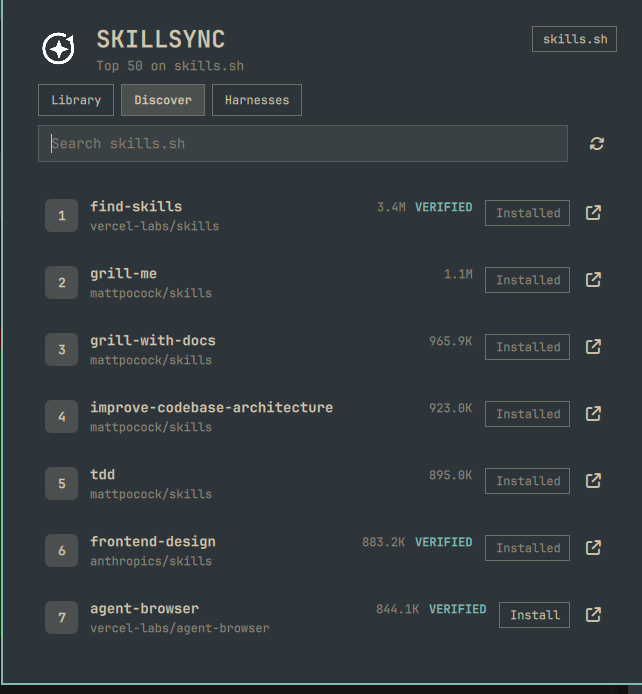 SKILLSYNC
Top 50 on skills.sh
skills.sh
Library Discover Harnesses
Search skills.sh
1 find-skills 3.4M VERIFIED Installed
vercel-labs/skills
2 grill-me 1.1M Installed
mattpocock/skills
3 grill-with-docs 965.9K Installed
mattpocock/skills
4 improve-codebase-architecture 923.0K Installed
mattpocock/skills
5 tdd 895.0K Installed
mattpocock/skills
6 frontend-design 883.2K VERIFIED Installed
anthropics/skills
7 agent-browser 844.1K VERIFIED Install
vercel-labs/agent-browser